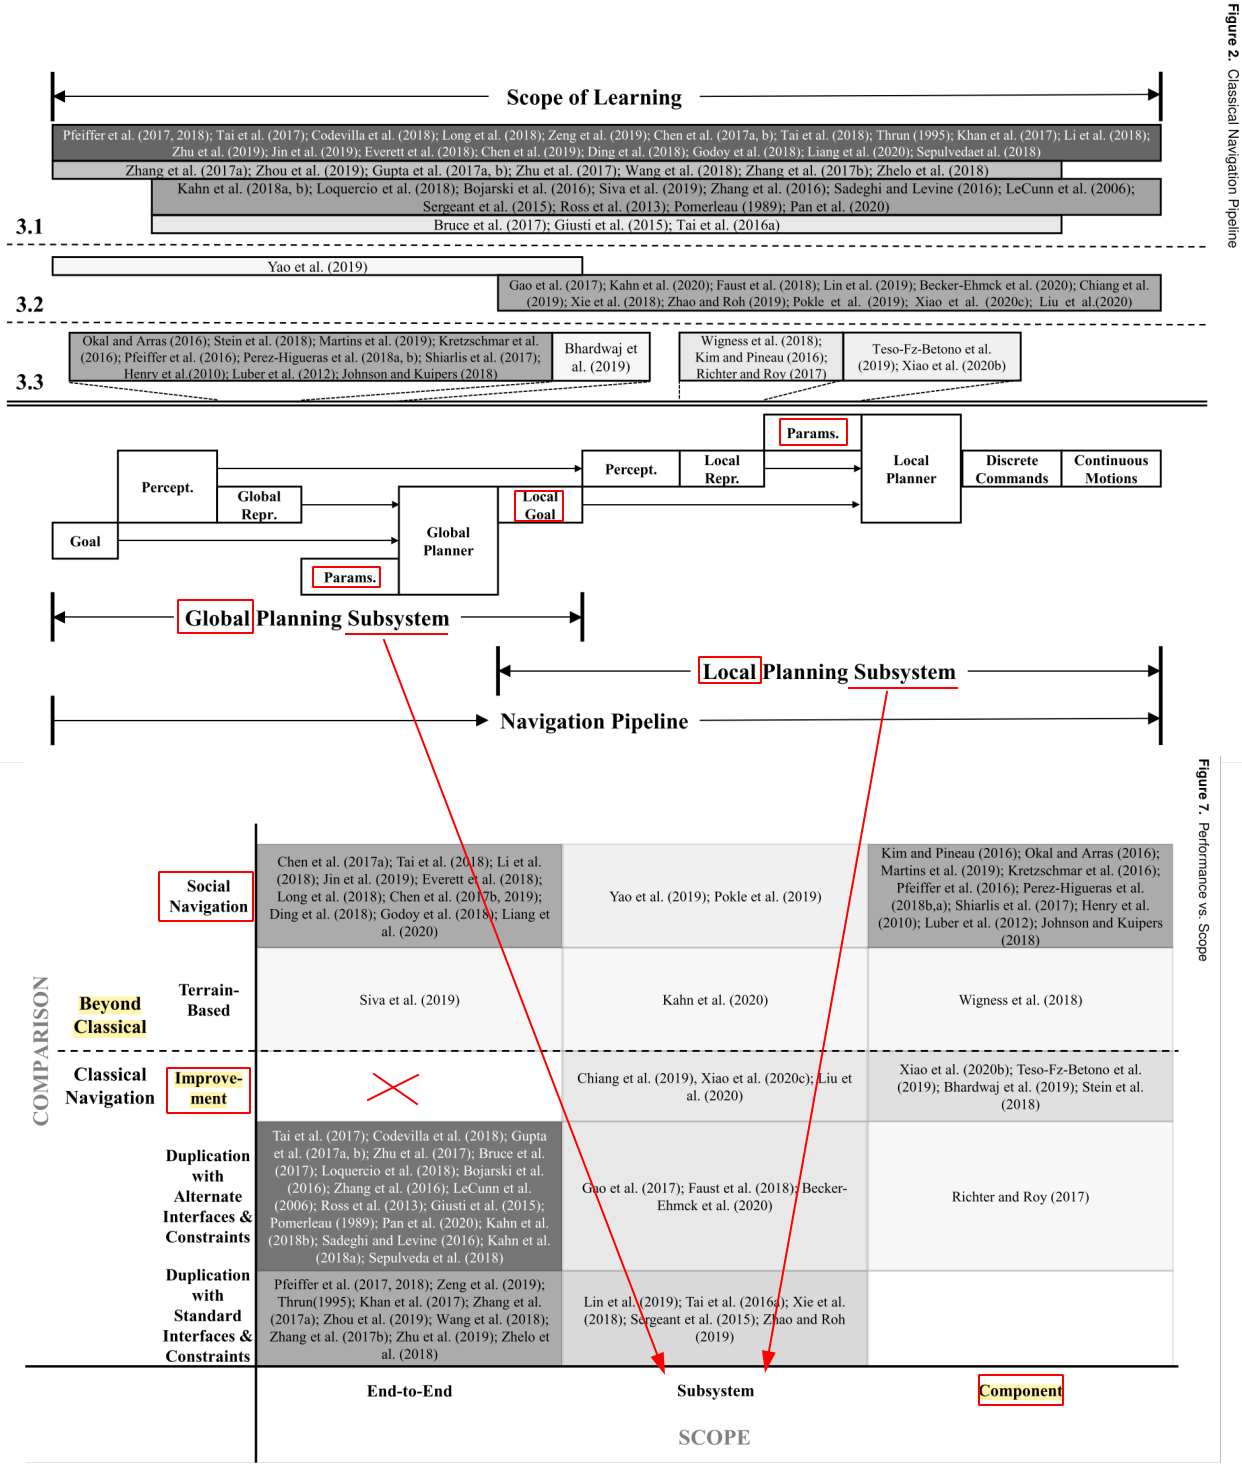 Figure 2. Classical Navigation Pipeline
Scope of Learning
Pfeiffer et al. (2017, 2018); Tai et al. (2017); Codevilla et al. (2018); Long et al. (2018); Zeng et al. (2019); Chen et al. (2017a, b); Tai et al. (2018); Thrun (1995); Khan et al. (2017); Li et al. (2018);
Zhu et al. (2019); Jin et al. (2019); Everett et al. (2018); Chen et al. (2019); Ding et al. (2018); Godoy et al. (2018); Liang et al. (2020); Sepulvedaet al. (2018)
Zhang et al. (2017a); Zhou et al. (2019); Gupta et al. (2017a, b); Zhu et al. (2017); Wang et al. (2018); Zhang et al. (2017b); Zhelo et al. (2018)
Kahn et al. (2018a, b); Loquercio et al. (2018); Bojarski et al. (2016); Siva et al. (2019); Zhang et al. (2016); Sadeghi and Levine (2016); LeCunn et al. (2006);
Sergeant et al. (2015); Ross et al. (2013); Pomerleau (1989); Pan et al. (2020)
3.1
Bruce et al. (2017); Giusti et al. (2015); Tai et al. (2016a)
Yao et al. (2019)
3.2
Gao et al. (2017); Kahn et al. (2020); Faust et al. (2018); Lin et al. (2019); Becker-Ehmck et al. (2020); Chiang et al.
(2019); Xie et al. (2018); Zhao and Roh (2019); Pokle et al. (2019); Xiao et al. (2020c); Liu et al.(2020)
3.3
Okal and Arras (2016); Stein et al. (2018); Martins et al. (2019); Kretzschmar et al.
(2016); Pfeiffer et al. (2016); Perez-Higueras et al. (2018a, b); Shiarlis et al. (2017);
Henry et al.(2010); Luber et al. (2012); Johnson and Kuipers (2018)
Bhardwaj et
al. (2019)
Wigness et al. (2018);
Kim and Pineau (2016);
Richter and Roy (2017)
Teso-Fz-Betono et al.
(2019); Xiao et al. (2020b)
Goal
Percept.
Global
Repr.
Params.
Global
Planner
Local
Goal
Percept.
Local
Repr.
Params.
Local
Planner
Discrete
Commands
Continuous
Motions
Global Planning Subsystem
Local Planning Subsystem
Navigation Pipeline
Figure 7. Performance vs. Scope
COMPARISON
Beyond
Classical
Social
Navigation
Chen et al. (2017a); Tai et al. (2018); Li et al.
(2018); Jin et al. (2019); Everett et al. (2018);
Long et al. (2018); Chen et al. (2017b, 2019);
Ding et al. (2018); Godoy et al. (2018); Liang et
al. (2020)
Yao et al. (2019); Pokle et al. (2019)
Kim and Pineau (2016); Okal and Arras (2016);
Martins et al. (2019); Kretzschmar et al. (2016);
Pfeiffer et al. (2016); Perez-Higueras et al.
(2018b,a); Shiarlis et al. (2017); Henry et al.
(2010); Luber et al. (2012); Johnson and Kuipers
(2018)
Terrain-
Based
Siva et al. (2019)
Kahn et al. (2020)
Wigness et al. (2018)
Classical
Navigation
Improve-
ment
Chiang et al. (2019), Xiao et al. (2020c); Liu et
al. (2020)
Xiao et al. (2020b); Teso-Fz-Betono et al.
(2019); Bhardwaj et al. (2019); Stein et al.
(2018)
Duplication
with
Alternate
Interfaces &
Constraints
Tai et al. (2017); Codevilla et al. (2018); Gupta
et al. (2017a, b); Zhu et al. (2017); Bruce et al.
(2017); Loquercio et al. (2018); Bojarski et al.
(2016); Zhang et al. (2016); LeCunn et al.
(2006); Ross et al. (2013); Giusti et al. (2015);
Pomerleau (1989); Pan et al. (2020); Kahn et al.
(2018b); Sadeghi and Levine (2016); Kahn et al.
(2018a); Sepulveda et al. (2018)
Gao et al. (2017); Faust et al. (2018); Becker-
Ehmck et al. (2020)
Richter and Roy (2017)
Duplication
with
Standard
Interfaces &
Constraints
Pfeiffer et al. (2017, 2018); Zeng et al. (2019);
Thrun(1995); Khan et al. (2017); Zhang et al.
(2017a); Zhou et al. (2019); Wang et al. (2018);
Zhang et al. (2017b); Zhu et al. (2019); Zhelo et
al. (2018)
Lin et al. (2019); Tai et al. (2016a); Xie et al.
(2018); Sergeant et al. (2015); Zhao and Roh
(2019)
End-to-End
Subsystem
Component
SCOPE